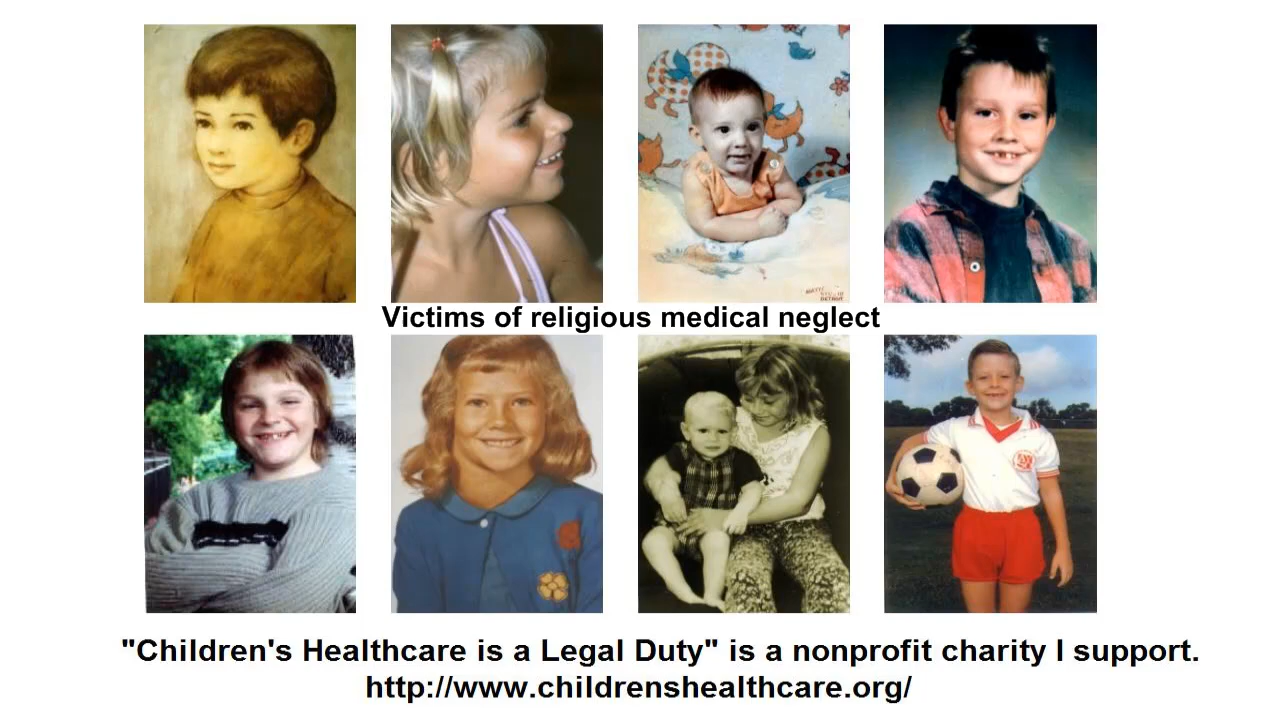 Victims of religious medical neglect
"Children's Healthcare is a Legal Duty" is a nonprofit charity I support.
http://www.childrenshealthcare.org/